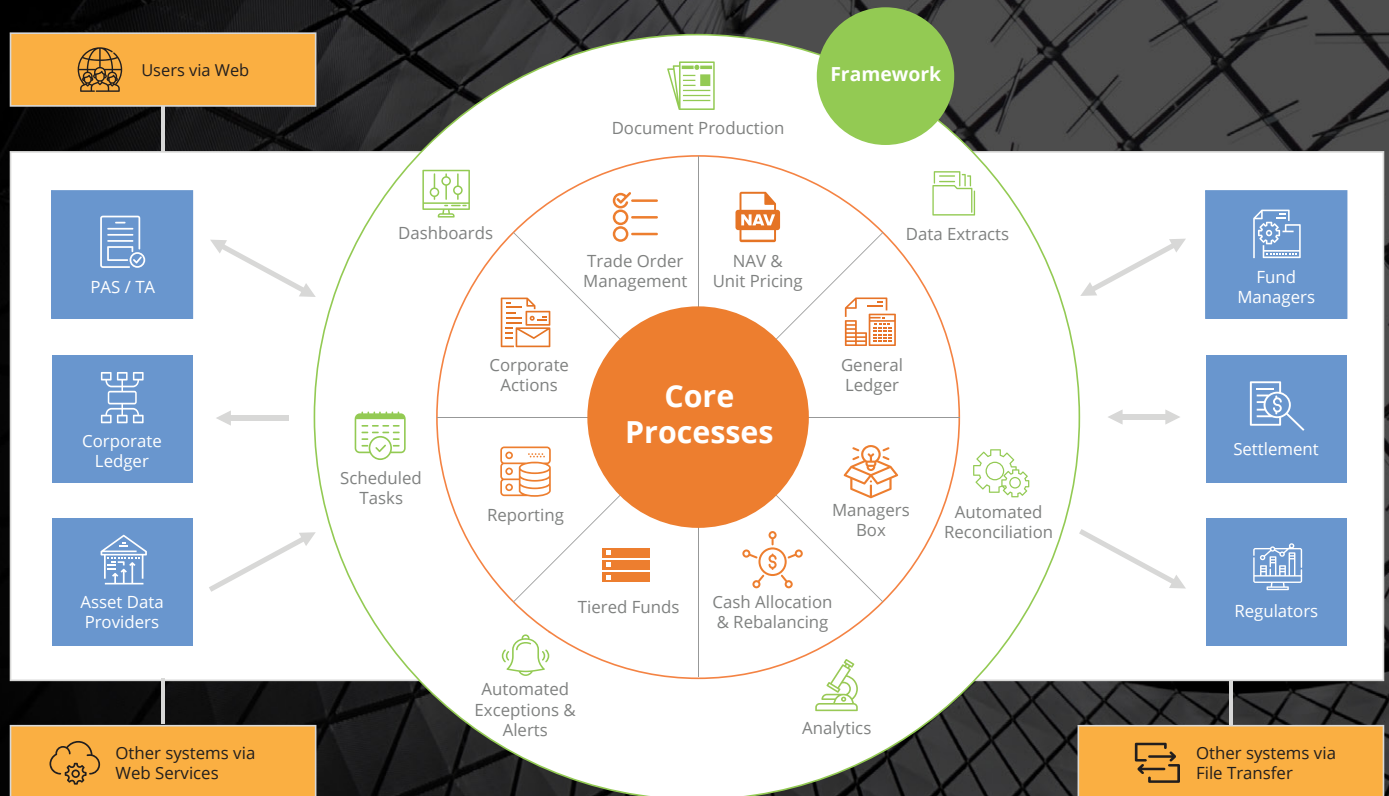 Users via Web
Framework
Document Production
Dashboards
Data Extracts
Trade Order
Management
NAV
NAV &
Unit Pricing
PAS / TA
Fund
Managers
Corporate
Actions
General
Ledger
Core
Processes
Corporate
Ledger
Settlement
Scheduled
Tasks
Reporting
Managers
Box
Automated
Reconciliation
Asset Data
Providers
Tiered Funds
Cash Allocation
& Rebalancing
Regulators
Automated
Exceptions &
Alerts
Analytics
Other systems via
Web Services
Other systems via
File Transfer